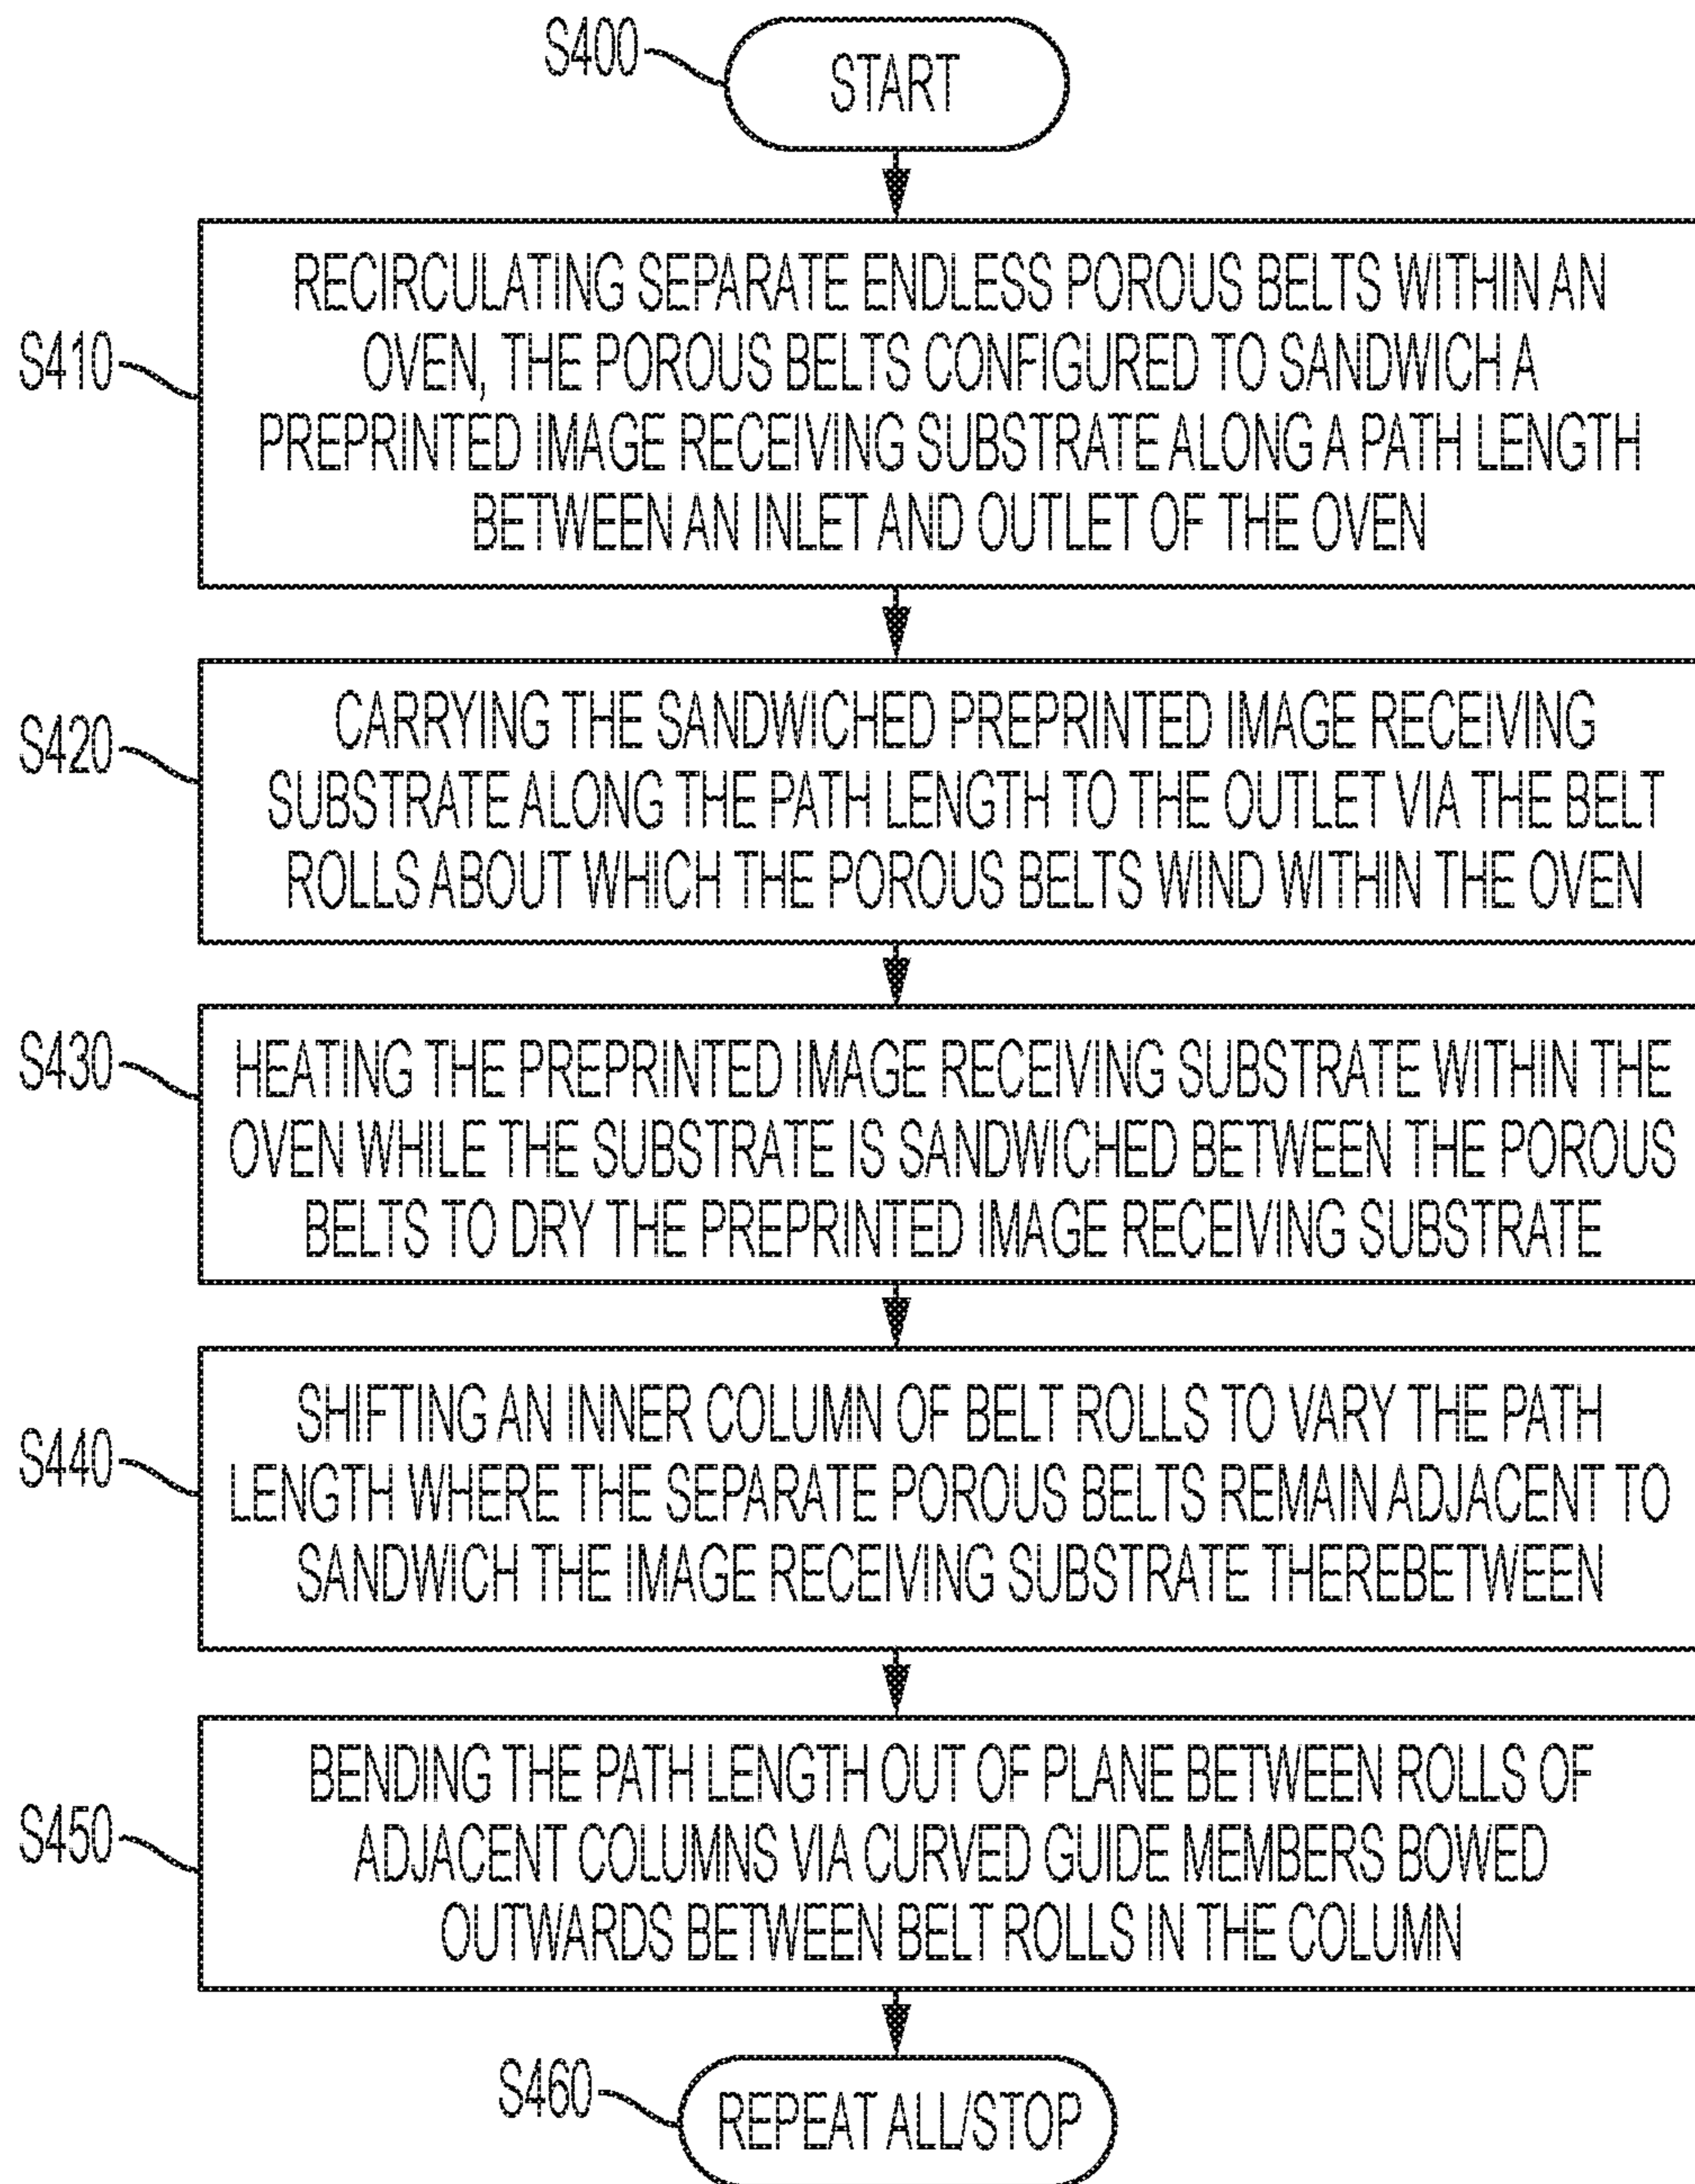 S400
START
S410
RECIRCULATING SEPARATE ENDLESS POROUS BELTS WITHIN AN
OVEN, THE POROUS BELTS CONFIGURED TO SANDWICH A
PREPRINTED IMAGE RECEIVING SUBSTRATE ALONG A PATH LENGTH
BETWEEN AN INLET AND OUTLET OF THE OVEN
S420
CARRYING THE SANDWICHED PREPRINTED IMAGE RECEIVING
SUBSTRATE ALONG THE PATH LENGTH TO THE OUTLET VIA THE BELT
ROLLS ABOUT WHICH THE POROUS BELTS WIND WITHIN THE OVEN
S430
HEATING THE PREPRINTED IMAGE RECEIVING SUBSTRATE WITHIN THE
OVEN WHILE THE SUBSTRATE IS SANDWICHED BETWEEN THE POROUS
BELTS TO DRY THE PREPRINTED IMAGE RECEIVING SUBSTRATE
S440
SHIFTING AN INNER COLUMN OF BELT ROLLS TO VARY THE PATH
LENGTH WHERE THE SEPARATE POROUS BELTS REMAIN ADJACENT TO
SANDWICH THE IMAGE RECEIVING SUBSTRATE THEREBETWEEN
S450
BENDING THE PATH LENGTH OUT OF PLANE BETWEEN ROLLS OF
ADJACENT COLUMNS VIA CURVED GUIDE MEMBERS BOWED
OUTWARDS BETWEEN BELT ROLLS IN THE COLUMN
S460
REPEAT ALL/STOP